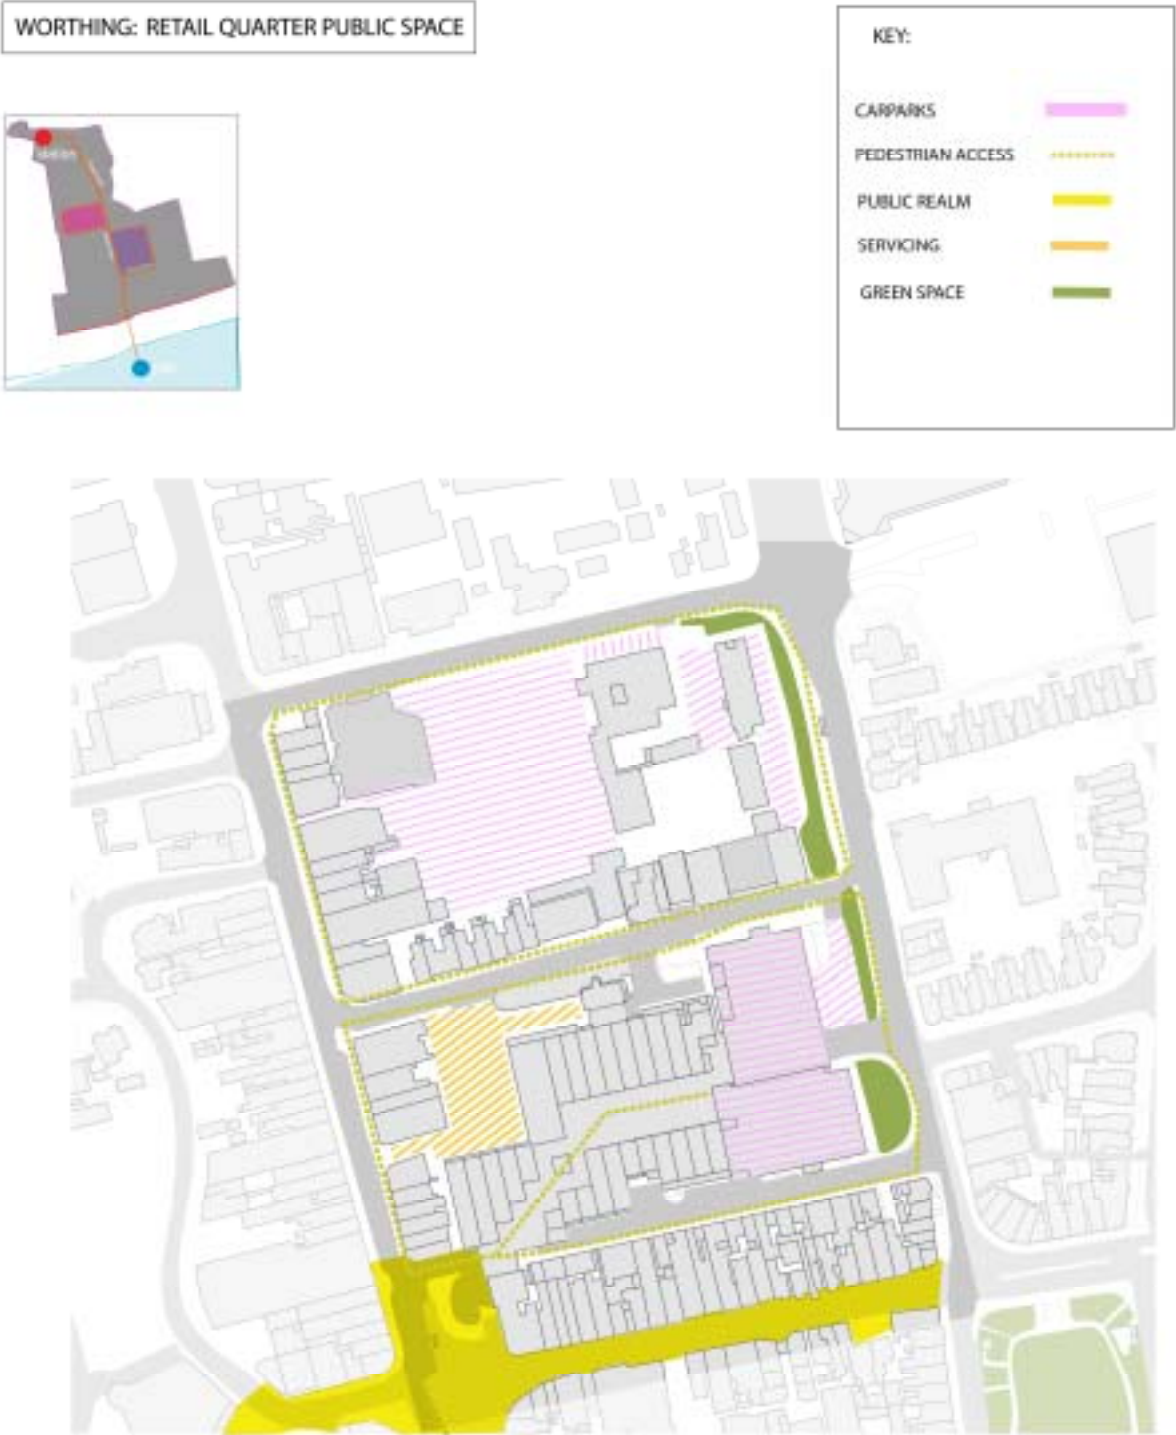 WORTHING: RETAIL QUARTER PUBLIC SPACE
KEY:
CARPARKS
PEDESTRIAN ACCESS
PUBLIC REALM
SERVICING
GREEN SPACE